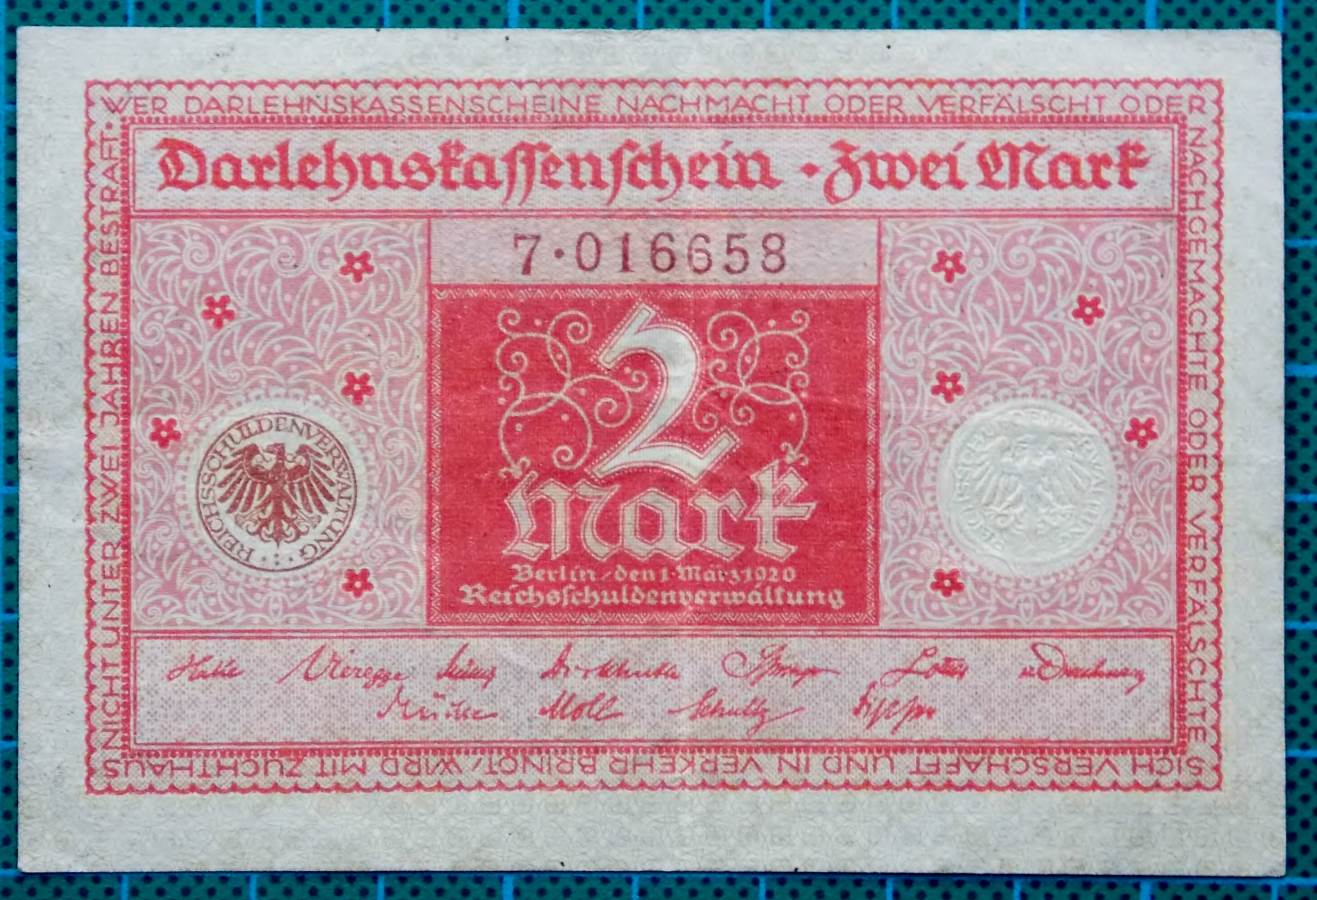 WER DARLEHNSKASSENSCHEINE NACHMACHT ODER VERFÄLSCHT ODER
NACHGEMACHTE ODER VERFÄLSCHTE
SICH VERSCHAFFT UND IN VERKEHR BRINGT, WIRD MIT ZUCHTHAUS
NICHT UNTER ZWEI JAHREN BESTRAFT·
Darlehnskaſſenſchein · Zwei Mark
7·016658
2
Mark
Berlin, den 1. März 1920
Reichsſchuldenverwaltung
REICHSSCHULDENVERWALTUNG
Vieregge
Moll Schultz